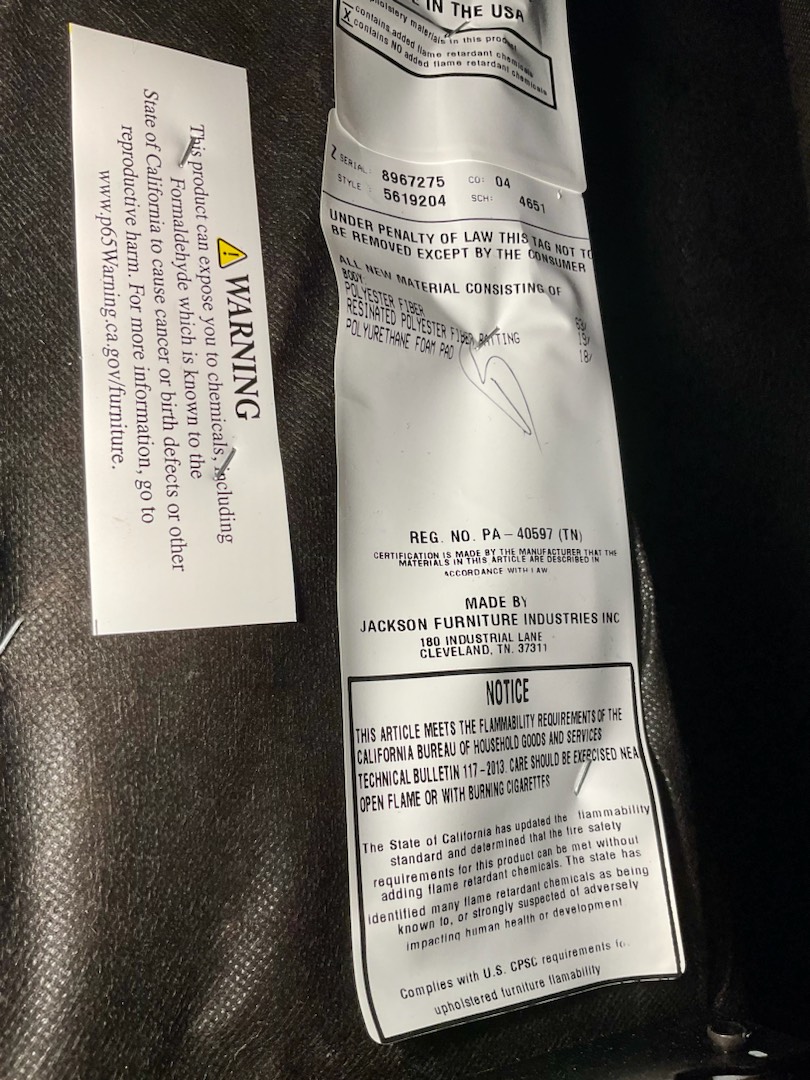 WARNING
This product can expose you to chemicals, including
Formaldehyde which is known to the
State of California to cause cancer or birth defects or other
reproductive harm. For more information, go to
www.p65Warning.ca.gov/furniture.
IN THE USA
materials in this product
contains added flame retardant chemicals
X contains NO added flame retardant chemicals
SERIAL: 8967275 CO: 04
STYLE 5619204 SCH: 4651
UNDER PENALTY OF LAW THIS TAG NOT TO
BE REMOVED EXCEPT BY THE CONSUMER
ALL NEW MATERIAL CONSISTING OF
BODY
POLYESTER FIBER
RESINATED POLYESTER FIBER BATTING
POLYURETHANE FOAM PAD 18
REG. NO. PA-40597 (TN)
CERTIFICATION IS MADE BY THE MANUFACTURER THAT THE
MATERIALS IN THIS ARTICLE ARE DESCRIBED IN
ACCORDANCE WITH LAW
MADE BY
JACKSON FURNITURE INDUSTRIES INC
180 INDUSTRIAL LANE
CLEVELAND, TN. 37311
NOTICE
THIS ARTICLE MEETS THE FLAMMABILITY REQUIREMENTS OF THE
CALIFORNIA BUREAU OF HOUSEHOLD GOODS AND SERVICES
TECHNICAL BULLETIN 117-2013. CARE SHOULD BE EXERCISED NEA
OPEN FLAME OR WITH BURNING CIGARETTES
The State of California has updated the flammability
standard and determined that the fire safety
requirements for this product can be met without
adding flame retardant chemicals. The state has
identified many flame retardant chemicals as being
known to, or strongly suspected of adversely
impacting human health or development
Complies with U.S. CPSC requirements fo
upholstered furniture flamability